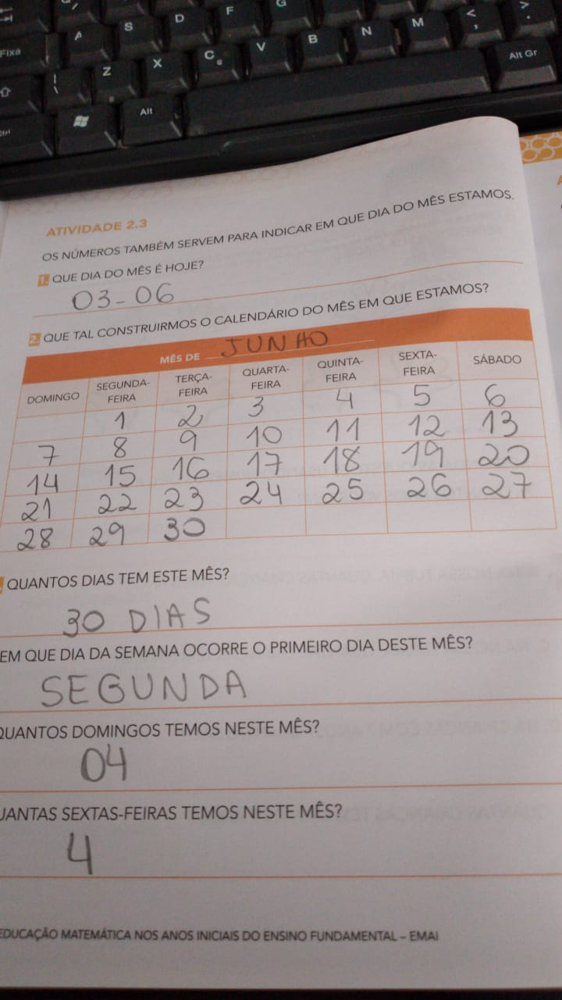 Fixa
A S D F G
Z X C V B N M
Alt
Alt Gr
ATIVIDADE 2.3
OS NÚMEROS TAMBÉM SERVEM PARA INDICAR EM QUE DIA DO MÊS ESTAMOS.
1. QUE DIA DO MÊS É HOJE?
03-06
2. QUE TAL CONSTRUIRMOS O CALENDÁRIO DO MÊS EM QUE ESTAMOS?
MÊS DE JUNHO
DOMINGO SEGUNDA-FEIRA TERÇA-FEIRA QUARTA-FEIRA QUINTA-FEIRA SEXTA-FEIRA SÁBADO
1 2 3 4 5 6
7 8 9 10 11 12 13
14 15 16 17 18 19 20
21 22 23 24 25 26 27
28 29 30
QUANTOS DIAS TEM ESTE MÊS?
30 DIAS
EM QUE DIA DA SEMANA OCORRE O PRIMEIRO DIA DESTE MÊS?
SEGUNDA
QUANTOS DOMINGOS TEMOS NESTE MÊS?
04
UANTAS SEXTAS-FEIRAS TEMOS NESTE MÊS?
4
EDUCAÇÃO MATEMÁTICA NOS ANOS INICIAIS DO ENSINO FUNDAMENTAL – EMAI